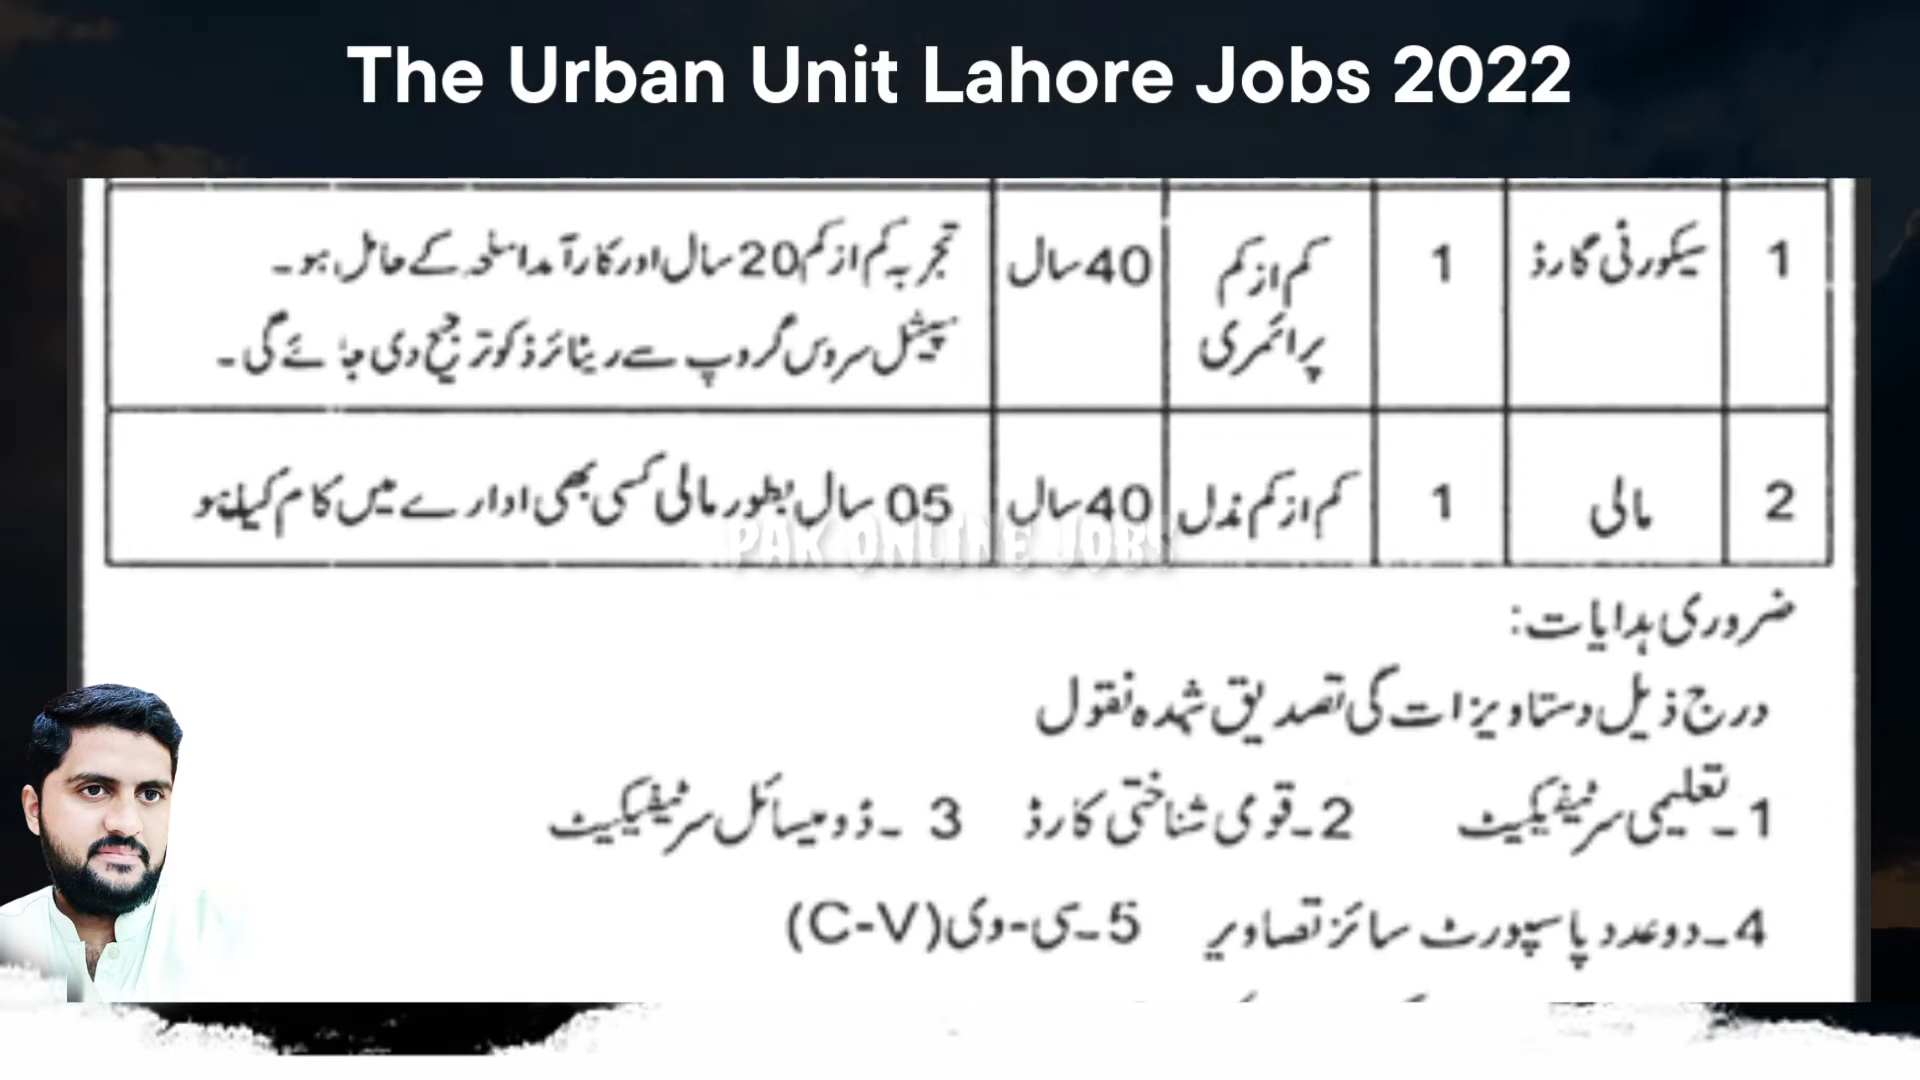 The Urban Unit Lahore Jobs 2022
1 سیکورٹی گارڈ 1 کم از کم پرائمری 40 سال تجربہ کم از کم 20 سال اور کارآمد اسلحہ کے حامل ہو۔
سپیشل سروس گروپ سے ریٹائرڈ کو ترجیح دی جائے گی۔
2 مالی 1 کم از کم مڈل 40 سال 05 سال بطور مالی کسی بھی ادارے میں کام کیا ہو
PAK ONLINE JOBS
ضروری ہدایات:
درج ذیل دستاویزات کی تصدیق شدہ نقول
1۔تعلیمی سرٹیفیکیٹ 2۔قومی شناختی کارڈ 3 ۔ڈومیسائل سرٹیفیکیٹ
4۔دو عدد پاسپورٹ سائز تصاویر 5۔سی-وی(C-V)